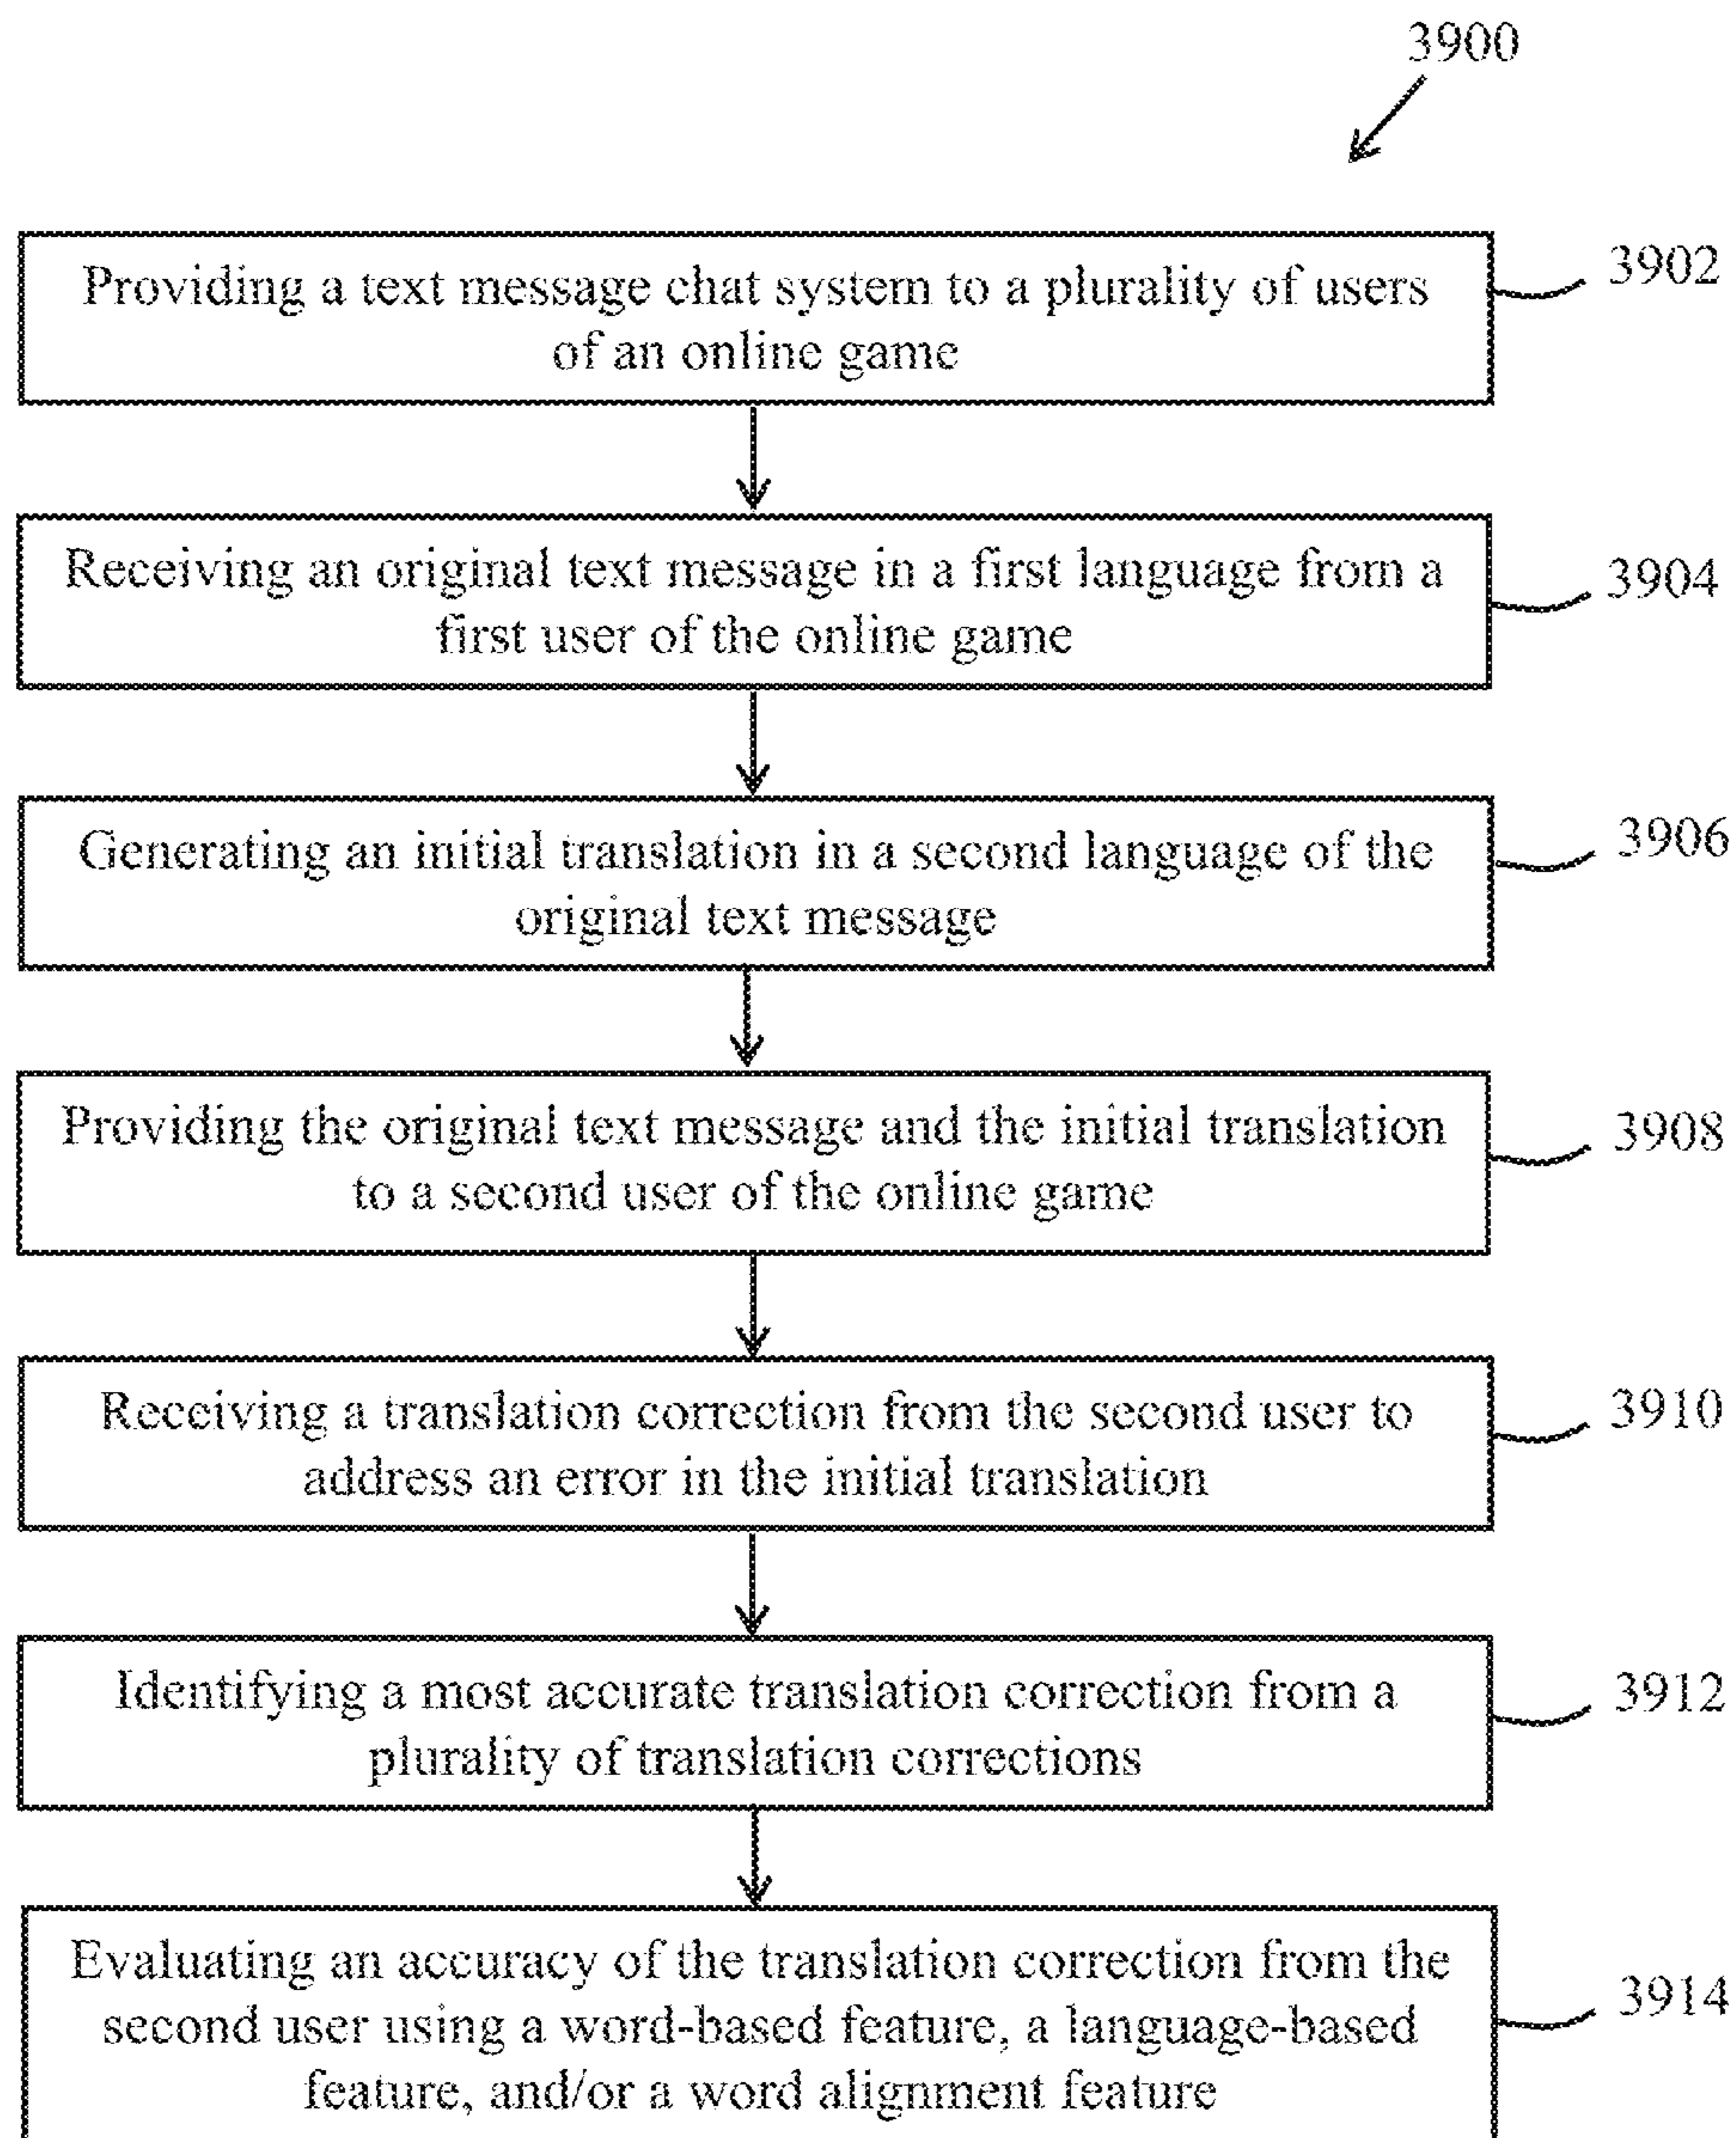 3900
Providing a text message chat system to a plurality of users
of an online game
3902
Receiving an original text message in a first language from a
first user of the online game
3904
Generating an initial translation in a second language of the
original text message
3906
Providing the original text message and the initial translation
to a second user of the online game
3908
Receiving a translation correction from the second user to
address an error in the initial translation
3910
Identifying a most accurate translation correction from a
plurality of translation corrections
3912
Evaluating an accuracy of the translation correction from the
second user using a word-based feature, a language-based
feature, and/or a word alignment feature
3914